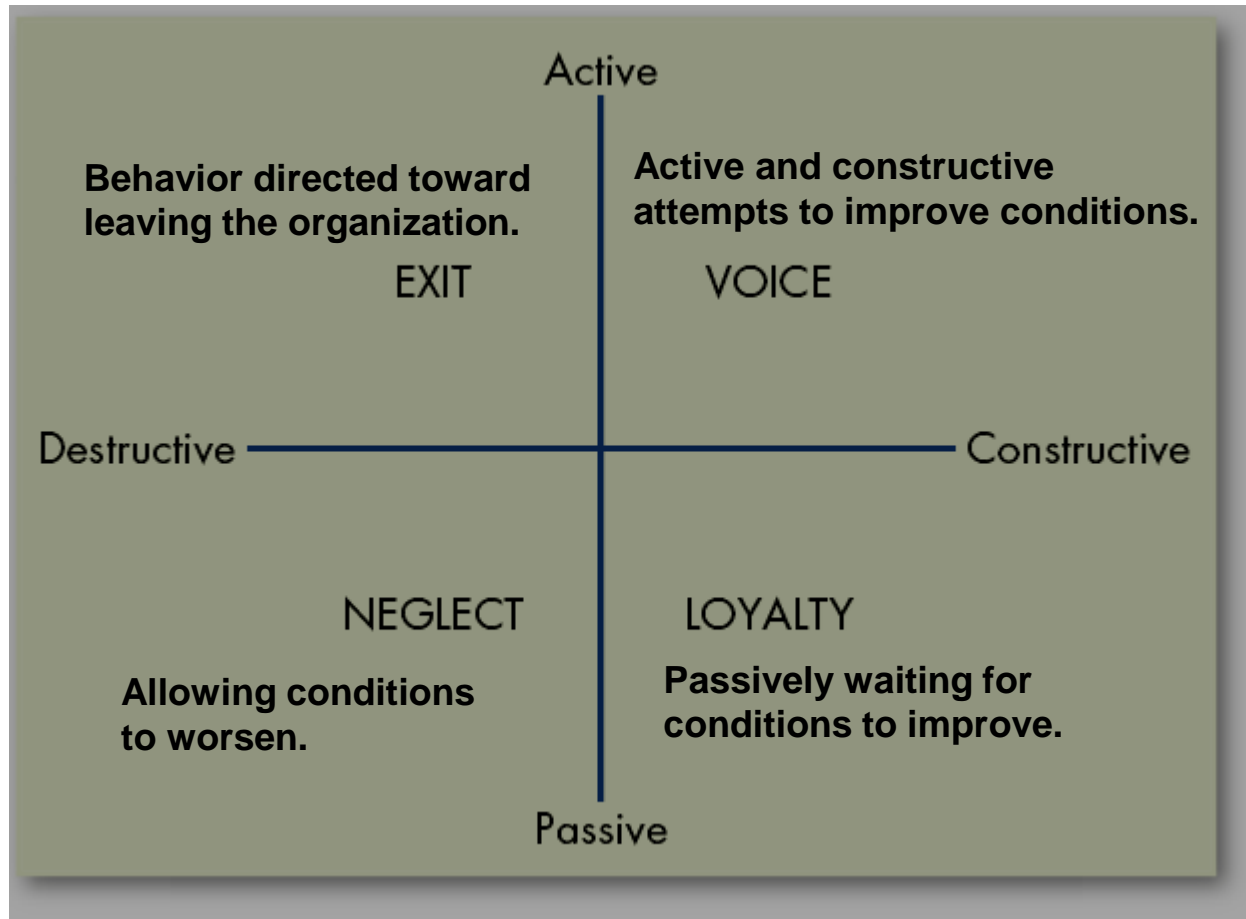 Active
Behavior directed toward
leaving the organization.
EXIT
Active and constructive
attempts to improve conditions.
VOICE
Destructive
Constructive
NEGLECT
Allowing conditions
to worsen.
LOYALTY
Passively waiting for
conditions to improve.
Passive